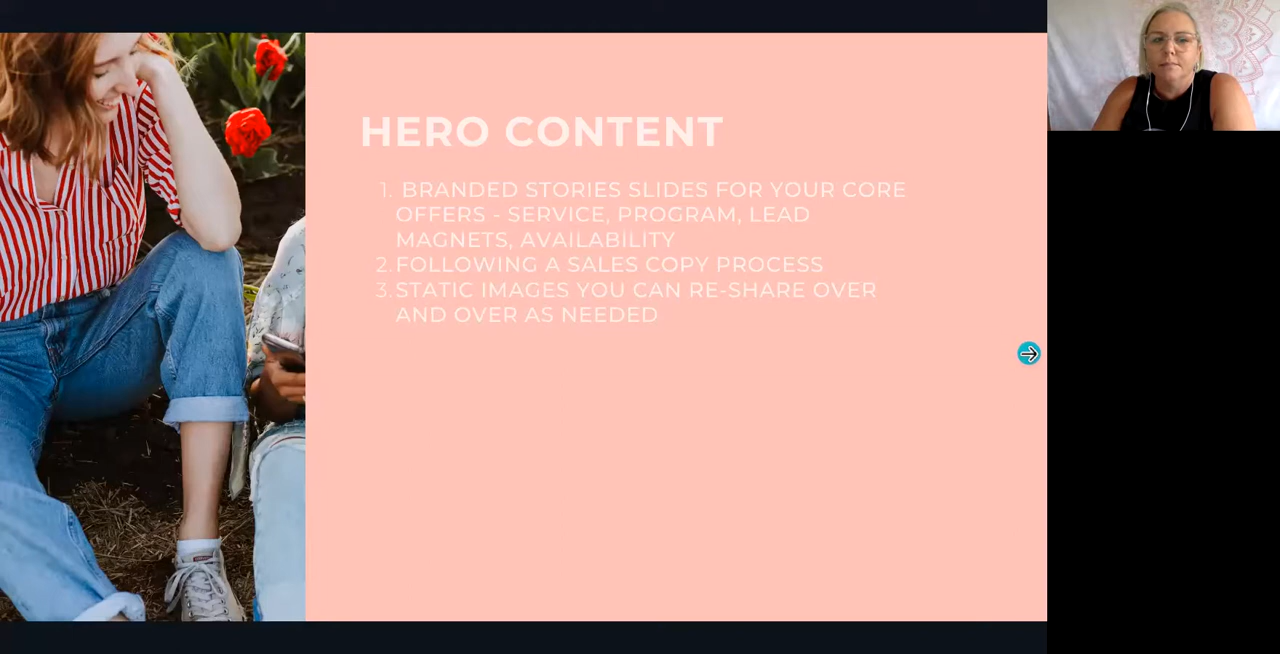 HERO CONTENT
1. BRANDED STORIES SLIDES FOR YOUR CORE
OFFERS - SERVICE, PROGRAM, LEAD
MAGNETS, AVAILABILITY
2. FOLLOWING A SALES COPY PROCESS
3. STATIC IMAGES YOU CAN RE-SHARE OVER
AND OVER AS NEEDED